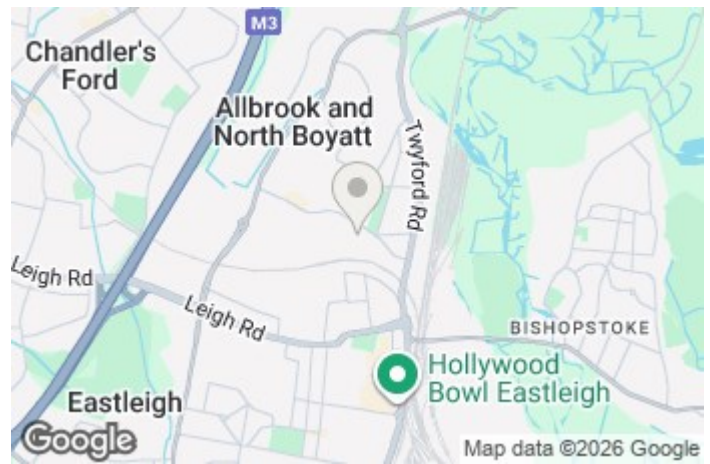 M3
Chandler's
Ford
Allbrook and
North Boyatt
Twyford Rd
Leigh Rd
Leigh Rd
BISHOPSTOKE
Hollywood
Bowl Eastleigh
Eastleigh
Google
Map data ©2026 Google